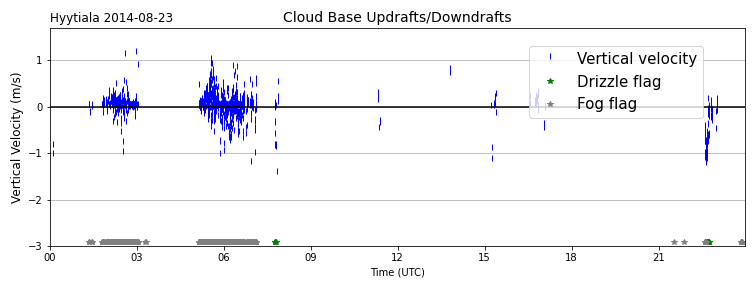 Hyytiala 2014-08-23
Cloud Base Updrafts/Downdrafts
Vertical Velocity (m/s)
1
0
−1
−2
−3
Vertical velocity
Drizzle flag
Fog flag
00 03 06 09 12 15 18 21
Time (UTC)